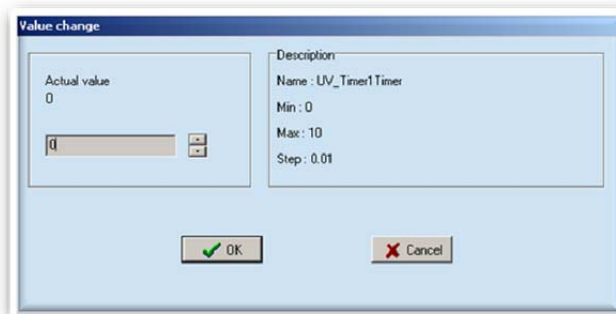 Value change
Actual value
0
0
Description
Name : UV_Timer1Timer
Min : 0
Max : 10
Step : 0.01
OK
Cancel